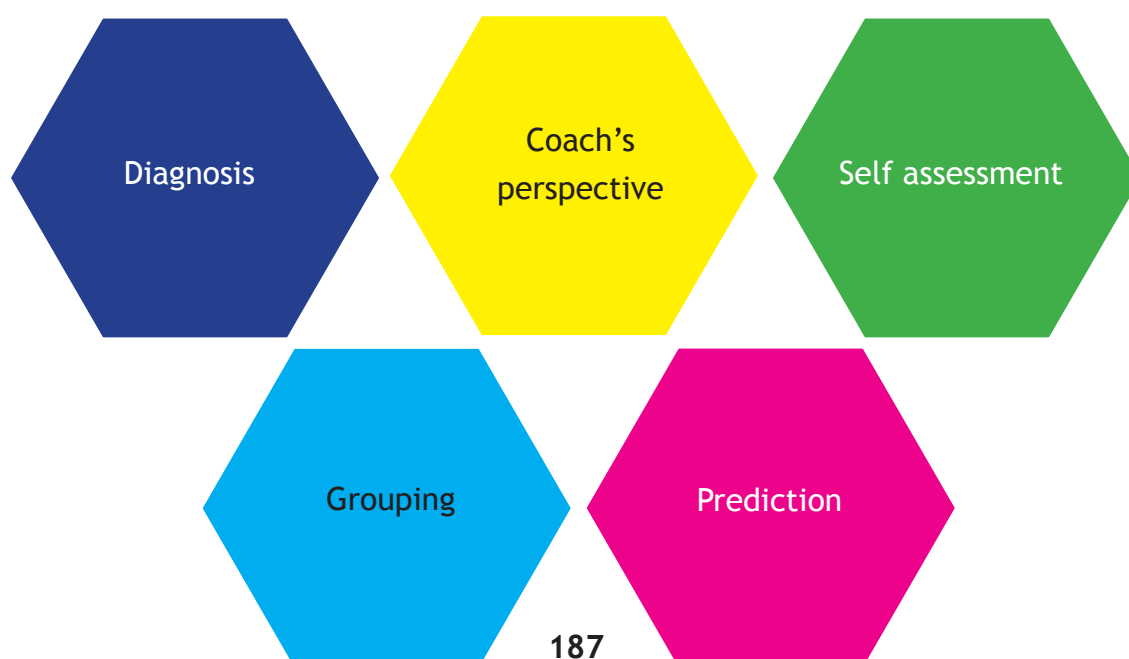 Diagnosis
Coach’s
perspective
Self assessment
Grouping
Prediction
187